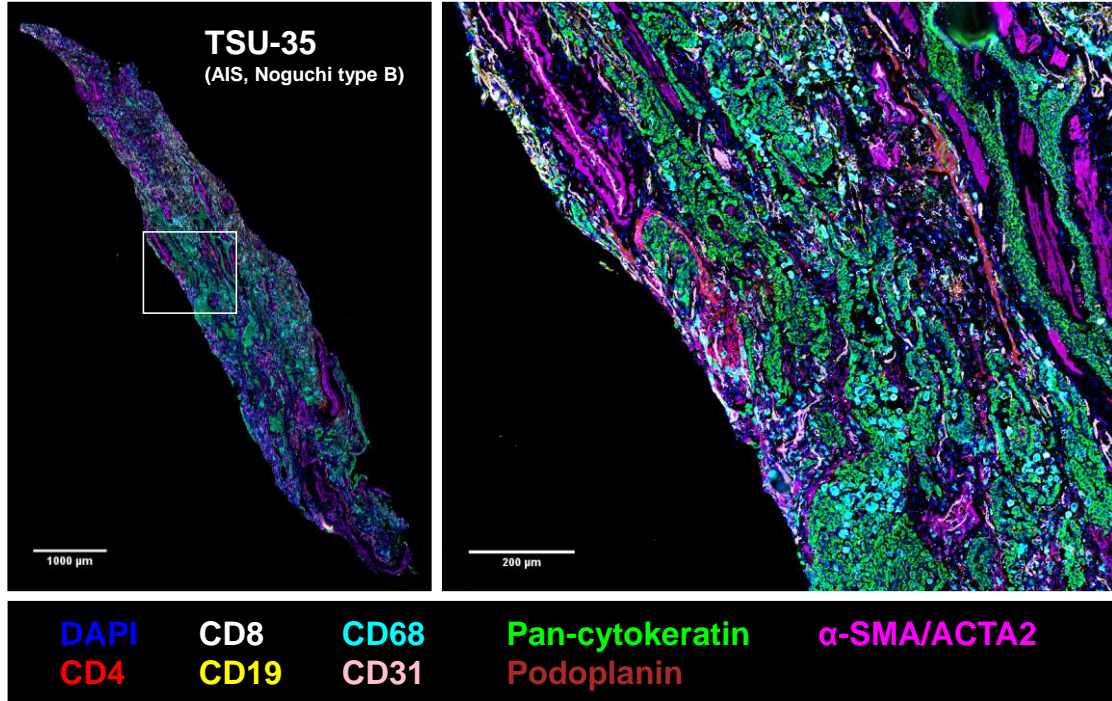 TSU-35
(AIS, Noguchi type B)
1000 µm
200 µm
DAPI CD8 CD68 Pan-cytokeratin α-SMA/ACTA2
CD4 CD19 CD31 Podoplanin